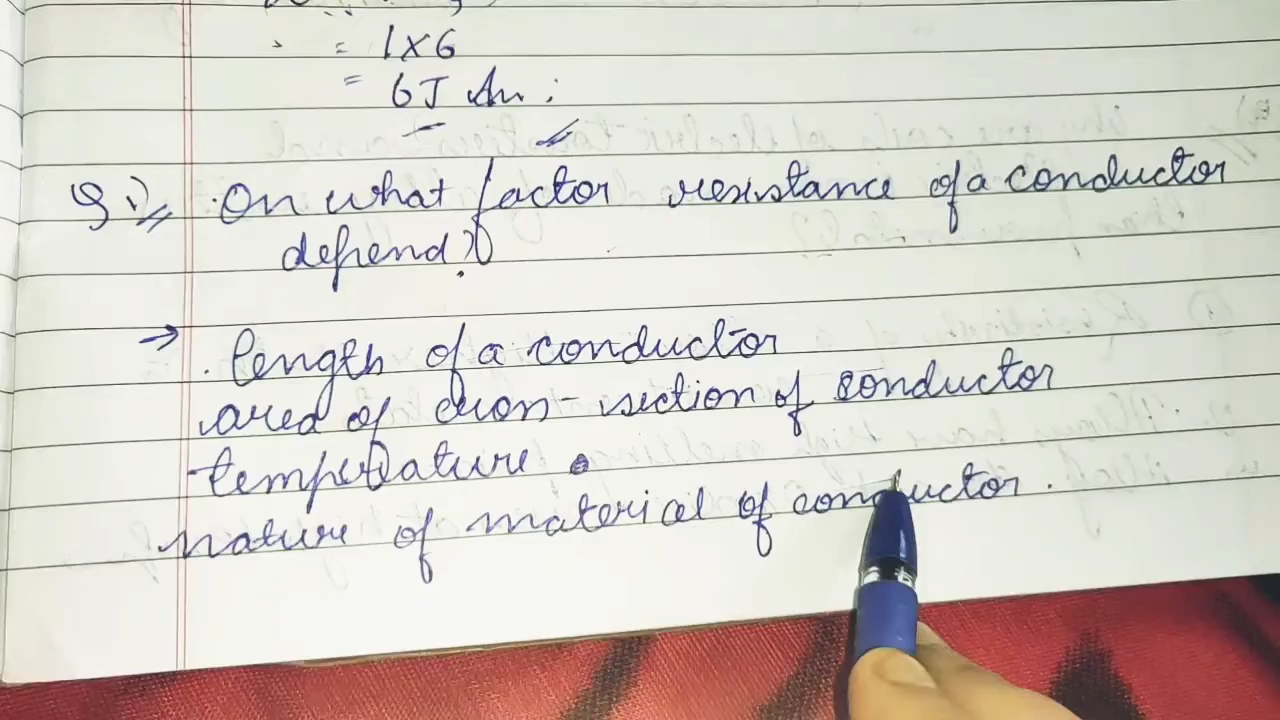 = 1×6
= 6J Ans:
Q1) On what factor resistance of a conductor
depend?
→ length of a conductor
area of cross-section of conductor
temperature
nature of material of conductor.